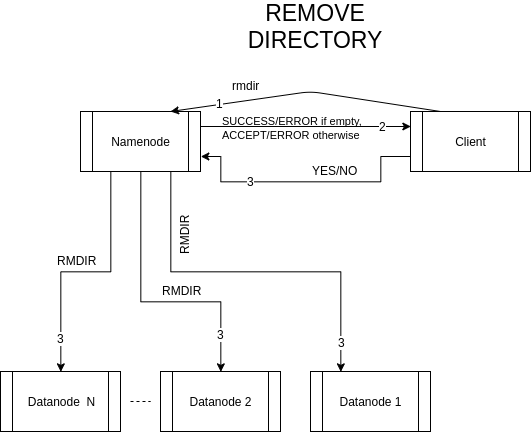 REMOVE
DIRECTORY
rmdir
1
SUCCESS/ERROR if empty,
ACCEPT/ERROR otherwise
2
Namenode
Client
YES/NO
3
RMDIR
RMDIR
RMDIR
3
3
3
Datanode N
Datanode 2
Datanode 1